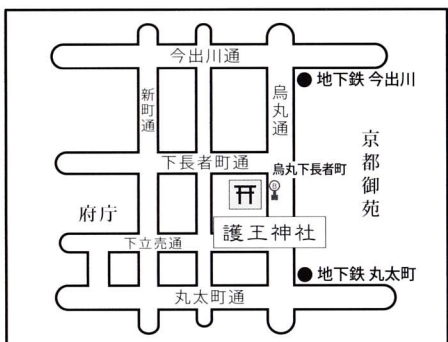 今出川通
地下鉄 今出川
新町通
烏丸通
京都御苑
下長者町通
烏丸下長者町
府庁
護王神社
下立売通
地下鉄 丸太町
丸太町通